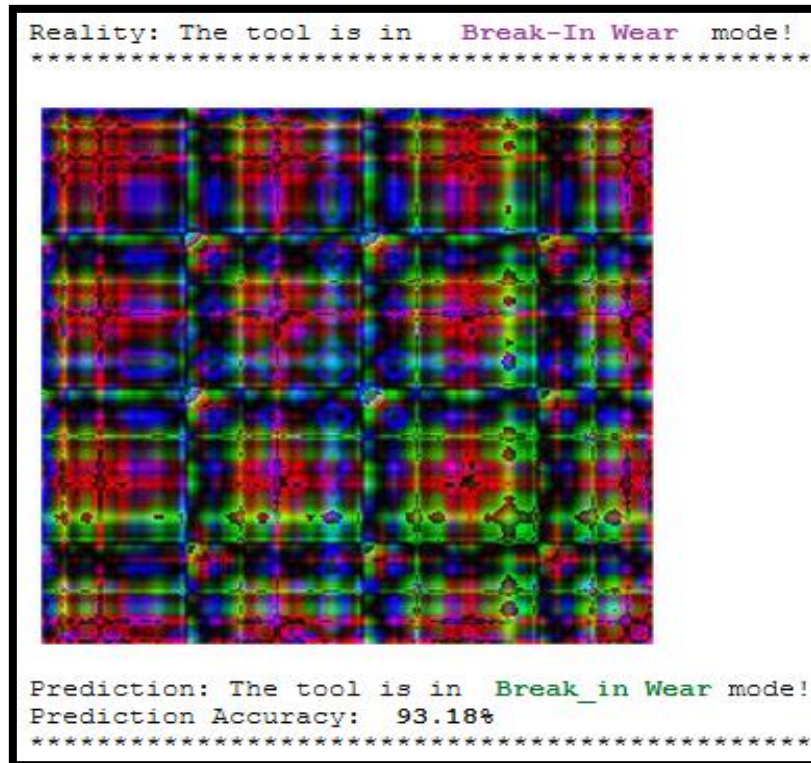 Reality: The tool is in Break-In Wear mode!
***********************************************
Prediction: The tool is in Break_in Wear mode!
Prediction Accuracy: 93.18%
***********************************************